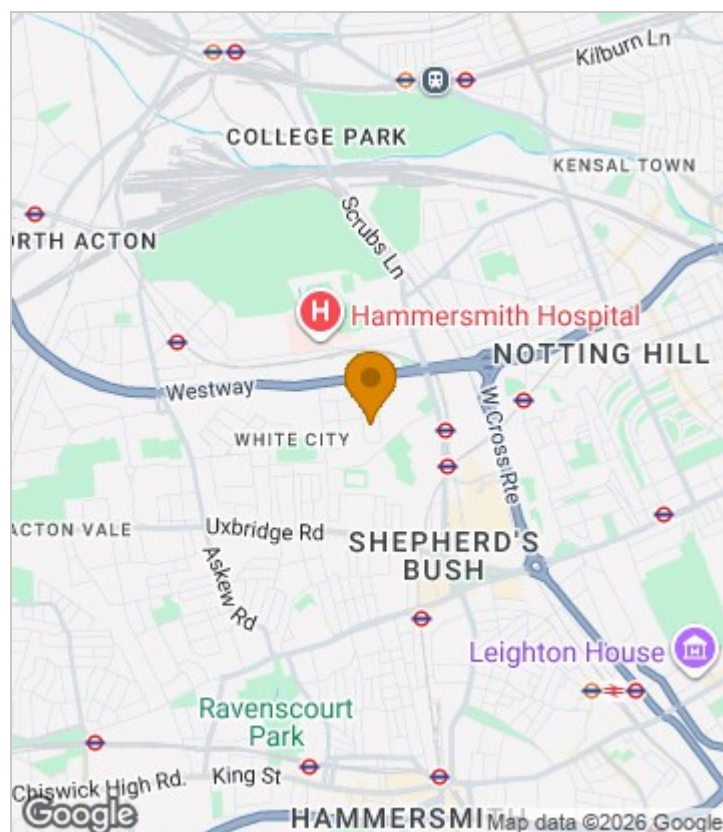 Kilburn Ln
COLLEGE PARK
KENSAL TOWN
Scrubs Ln
ORTH ACTON
H
Hammersmith Hospital
NOTTING HILL
Westway
W Cross Rte
WHITE CITY
ACTON VALE
Uxbridge Rd
SHEPHERD'S
BUSH
Askew Rd
Leighton House
Ravenscourt
Park
Chiswick High Rd.
King St
Google
HAMMERSMITH
Map data ©2026 Google